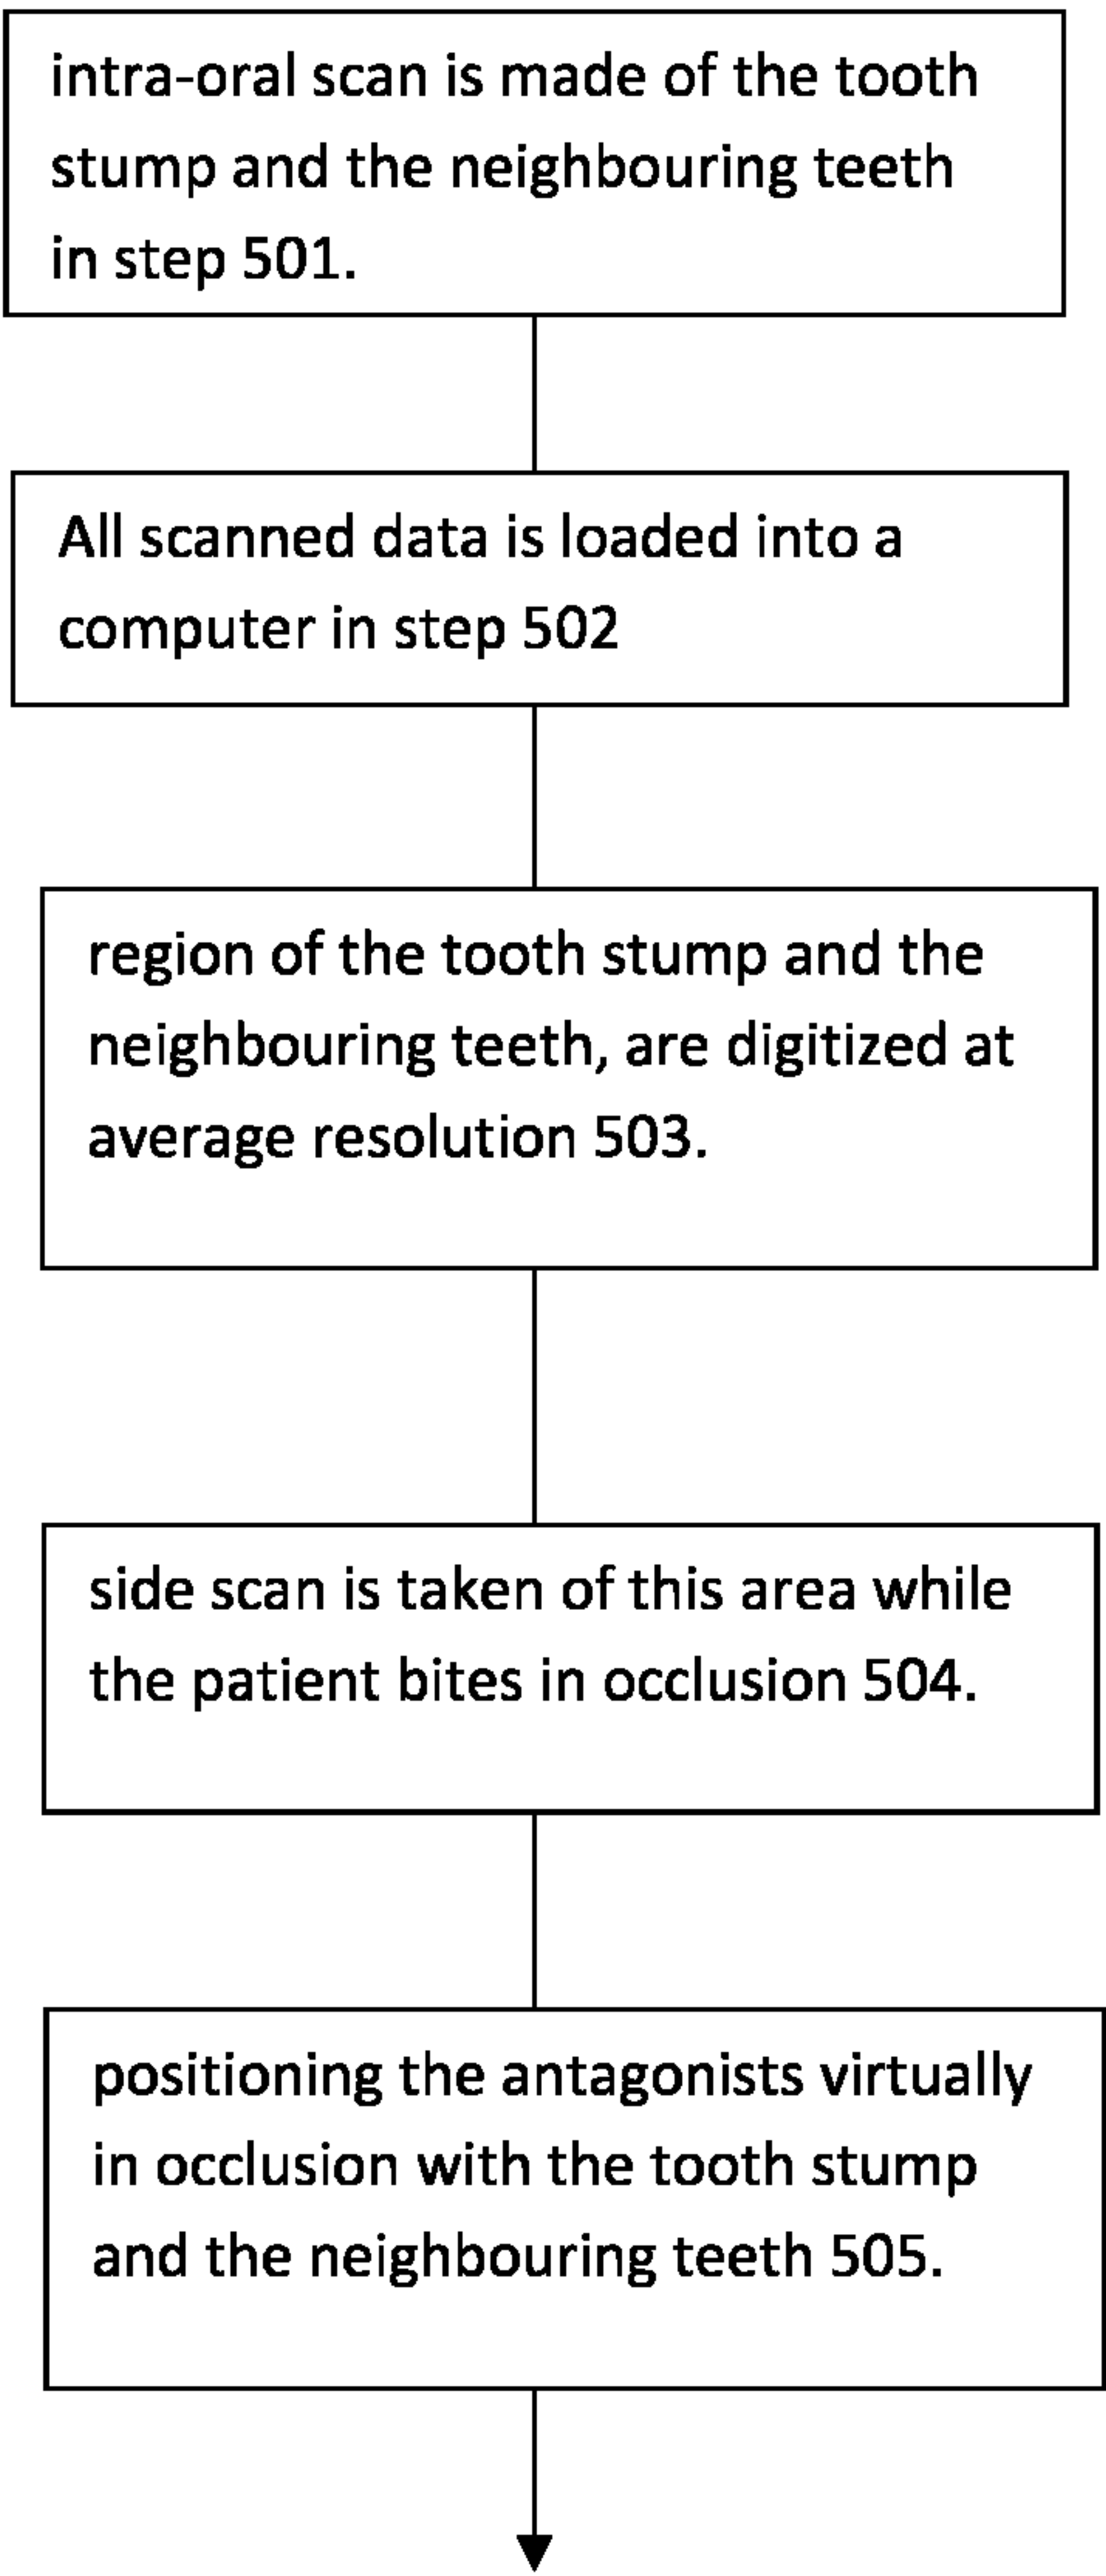 intra-oral scan is made of the tooth
stump and the neighbouring teeth
in step 501.
All scanned data is loaded into a
computer in step 502
region of the tooth stump and the
neighbouring teeth, are digitized at
average resolution 503.
side scan is taken of this area while
the patient bites in occlusion 504.
positioning the antagonists virtually
in occlusion with the tooth stump
and the neighbouring teeth 505.